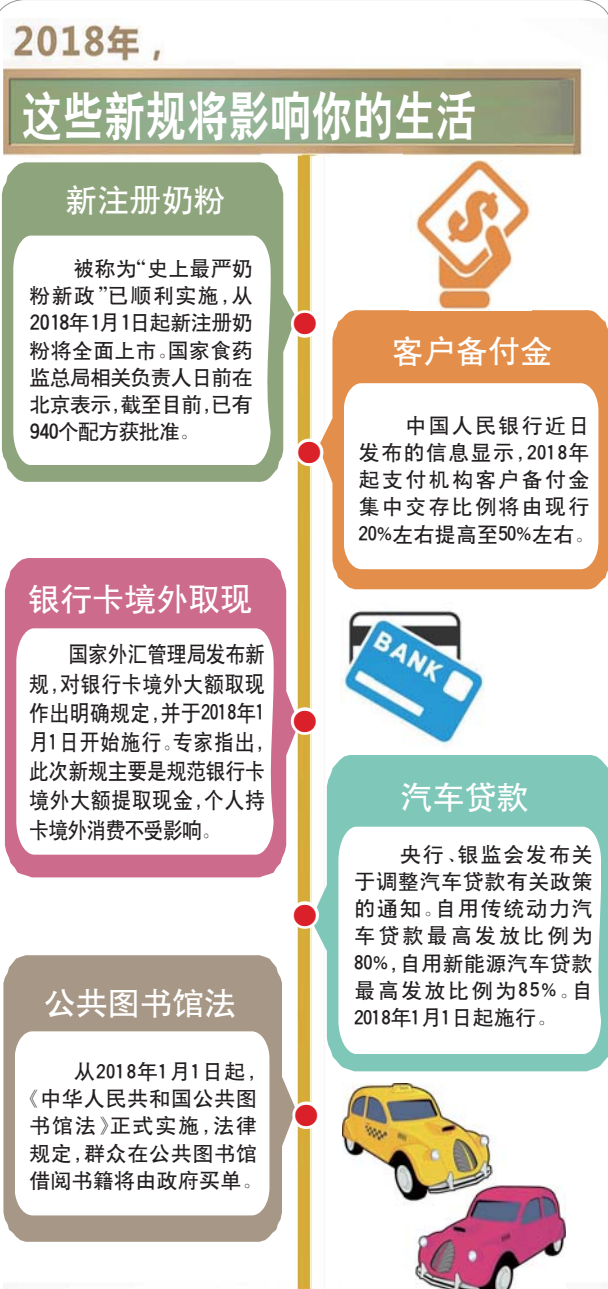 2018年，
这些新规将影响你的生活
新注册奶粉
被称为“史上最严奶
粉新政”已顺利实施，从
2018年1月1日起新注册奶
粉将全面上市。国家食药
监总局相关负责人日前在
北京表示，截至目前，已有
940个配方获批准。
客户备付金
中国人民银行近日
发布的信息显示，2018年
起支付机构客户备付金
集中交存比例将由现行
20%左右提高至50%左右。
银行卡境外取现
国家外汇管理局发布新
规，对银行卡境外大额取现
作出明确规定，并于2018年1
月1日开始施行。专家指出，
此次新规主要是规范银行卡
境外大额提取现金，个人持
卡境外消费不受影响。
BANK
汽车贷款
央行、银监会发布关
于调整汽车贷款有关政策
的通知。自用传统动力汽
车贷款最高发放比例为
80%，自用新能源汽车贷款
最高发放比例为85%。自
2018年1月1日起施行。
公共图书馆法
从2018年1月1日起，
《中华人民共和国公共图
书馆法》正式实施，法律
规定，群众在公共图书馆
借阅书籍将由政府买单。